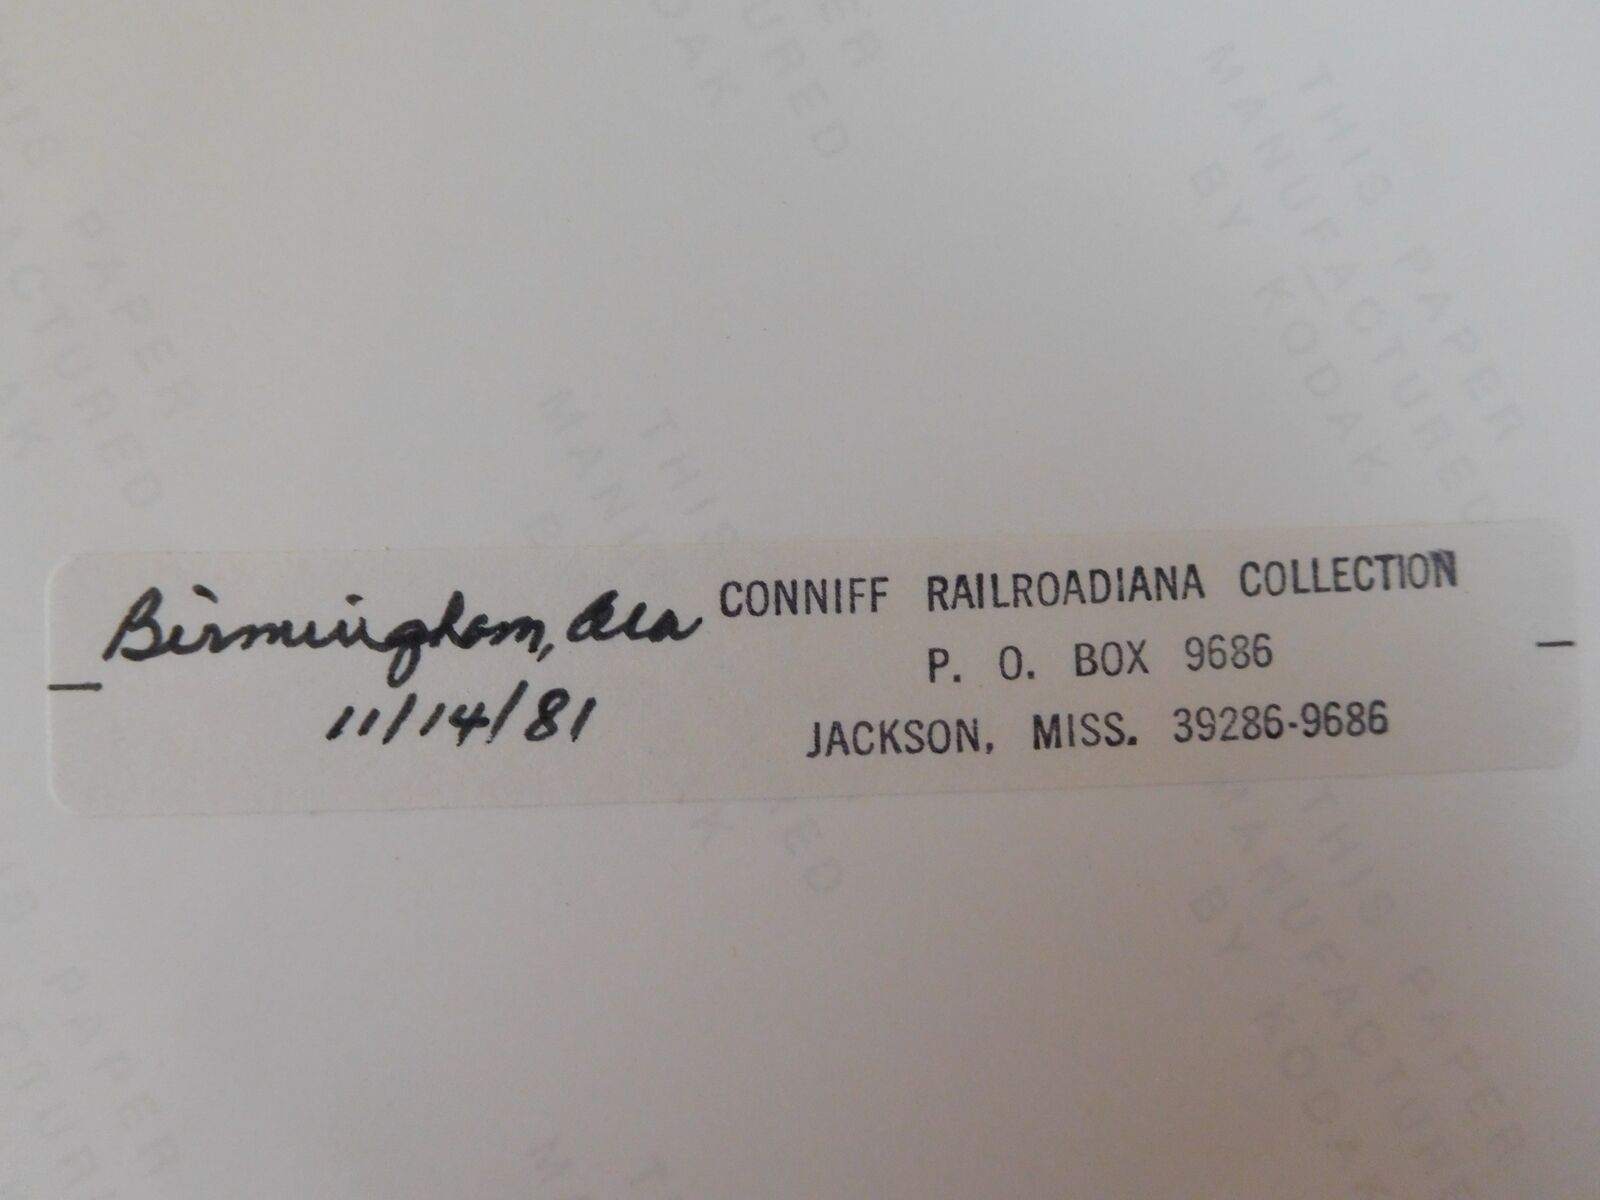 Birmingham, Ala
11/14/81
CONNIFF RAILROADIANA COLLECTION
P. O. BOX 9686
JACKSON, MISS. 39286-9686
THIS PAPER
MANUFACTURED
BY KODAK